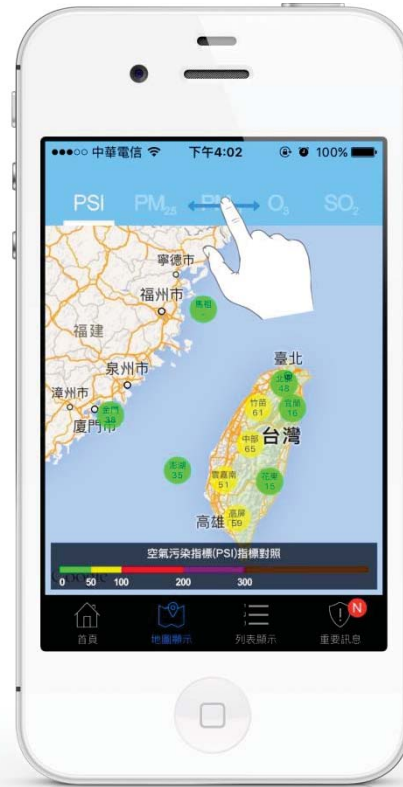 ●●●○○ 中華電信 下午4:02 100%
PSI PM2.5 PM O3 SO2
寧德市
福州市
馬祖
-
福建
泉州市
臺北
漳州市
48
竹苗
61
宜蘭
16
金門
廈門市
中部
65
台灣
澎湖
35
雲嘉南
51
花東
15
高雄
高屏
59
空氣污染指標(PSI)指標對照
0 50 100 200 300
Google
首頁 地圖顯示 列表顯示 重要訊息
N